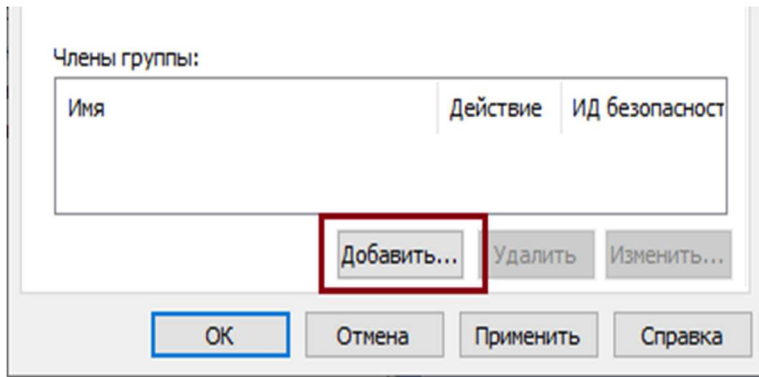 Члены группы:
Имя Действие ИД безопасност
Добавить... Удалить Изменить...
ОК Отмена Применить Справка